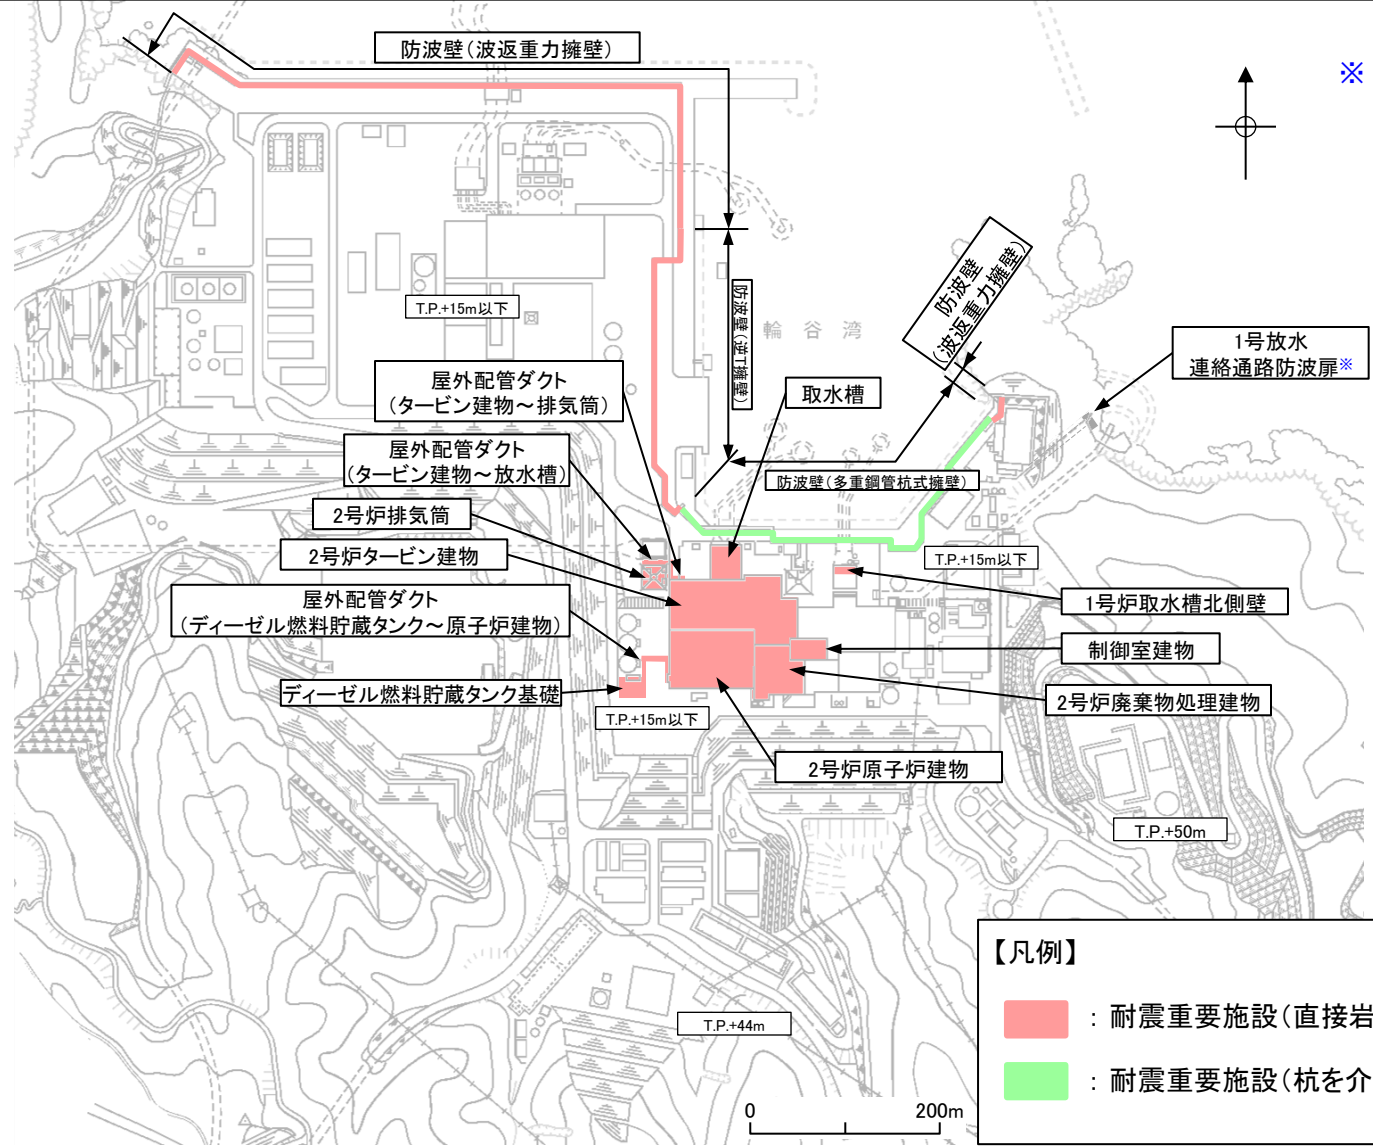 防波壁(波返重力擁壁)
※
防波壁
(波返重力擁壁)
T.P.+15m以下
防波壁(逆T擁壁)
輪谷湾
1号放水
連絡通路防波扉※
屋外配管ダクト
(タービン建物～排気筒)
取水槽
屋外配管ダクト
(タービン建物～放水槽)
防波壁(多重鋼管杭式擁壁)
2号炉排気筒
2号炉タービン建物
T.P.+15m以下
屋外配管ダクト
(ディーゼル燃料貯蔵タンク～原子炉建物)
1号炉取水槽北側壁
制御室建物
ディーゼル燃料貯蔵タンク基礎
2号炉廃棄物処理建物
T.P.+15m以下
2号炉原子炉建物
T.P.+50m
T.P.+44m
【凡例】
：耐震重要施設(直接岩
：耐震重要施設(杭を介
0 200m